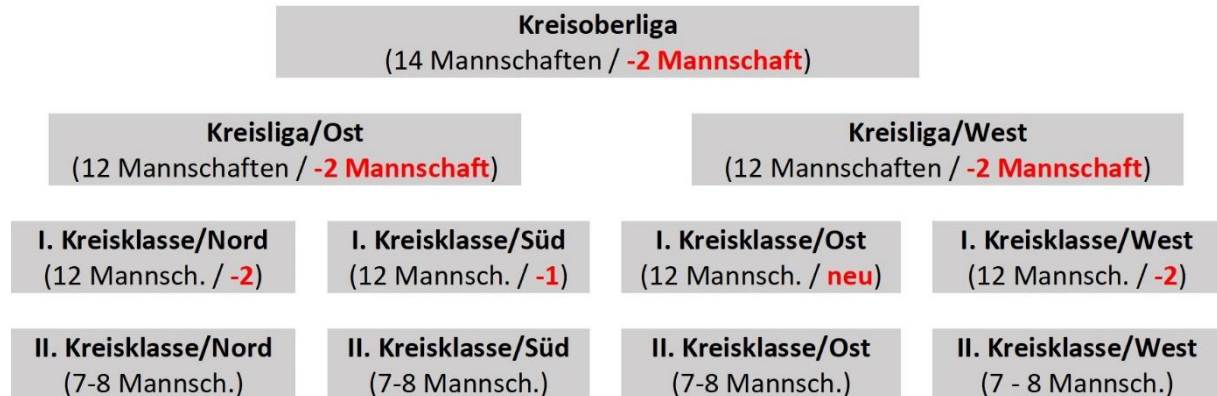 Kreisoberliga
(14 Mannschaften / -2 Mannschaft)
Kreisliga/Ost
(12 Mannschaften / -2 Mannschaft)
Kreisliga/West
(12 Mannschaften / -2 Mannschaft)
I. Kreisklasse/Nord
(12 Mannsch. / -2)
I. Kreisklasse/Süd
(12 Mannsch. / -1)
I. Kreisklasse/Ost
(12 Mannsch. / neu)
I. Kreisklasse/West
(12 Mannsch. / -2)
II. Kreisklasse/Nord
(7-8 Mannsch.)
II. Kreisklasse/Süd
(7-8 Mannsch.)
II. Kreisklasse/Ost
(7-8 Mannsch.)
II. Kreisklasse/West
(7 - 8 Mannsch.)